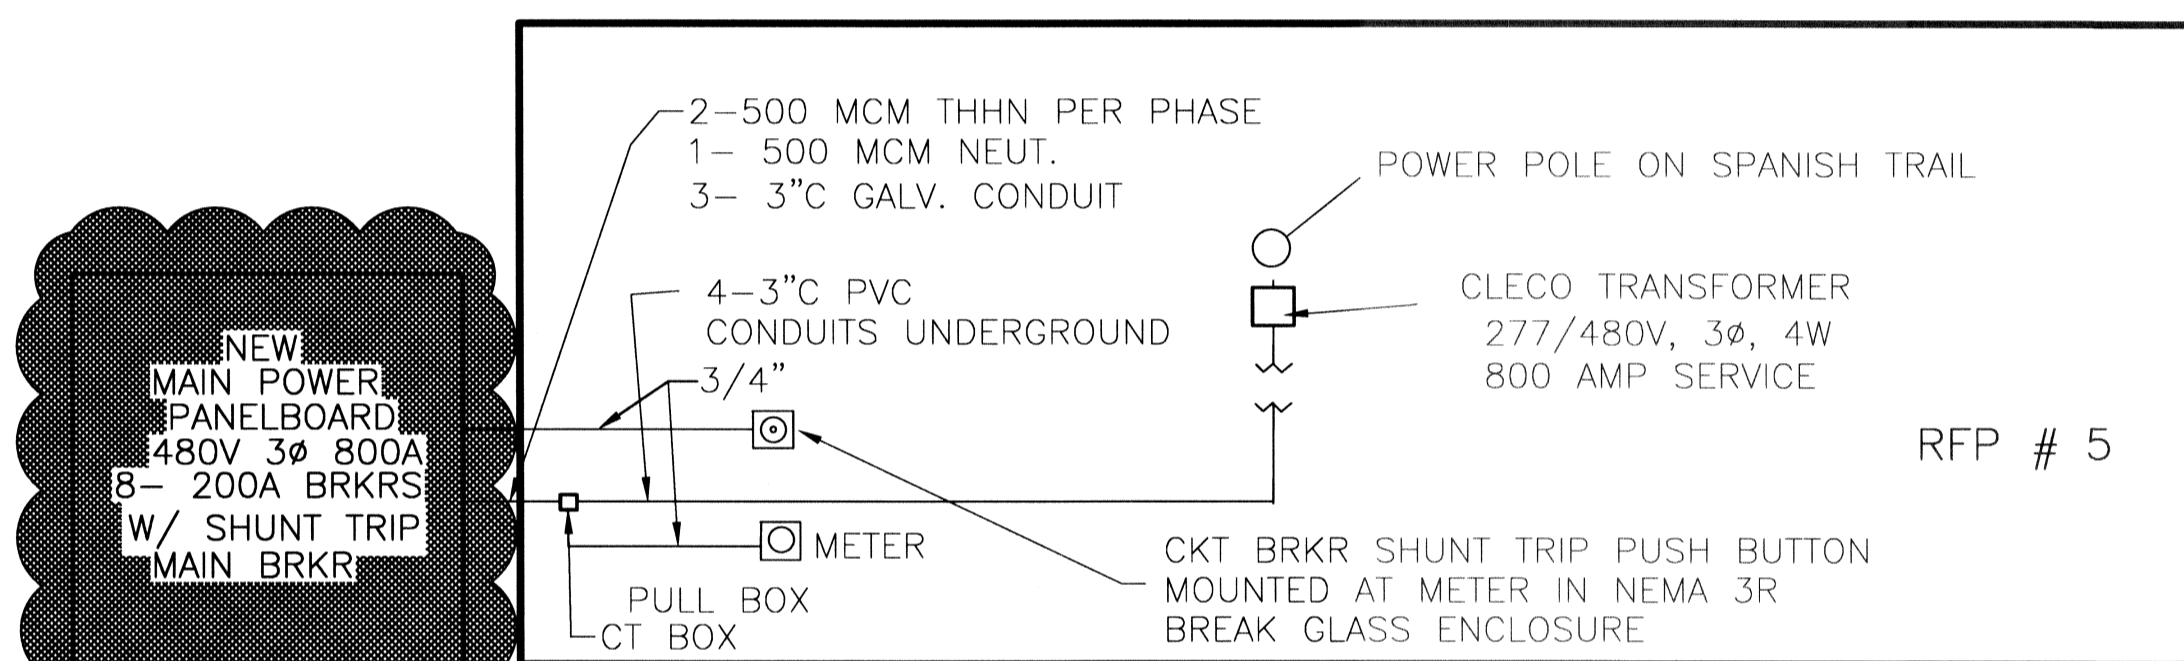 2-500 MCM THHN PER PHASE
1- 500 MCM NEUT.
3- 3"C GALV. CONDUIT
POWER POLE ON SPANISH TRAIL
4-3"C PVC
CONDUITS UNDERGROUND
3/4"
CLECO TRANSFORMER
277/480V, 3ø, 4W
800 AMP SERVICE
NEW
MAIN POWER
PANELBOARD
480V 3ø 800A
8- 200A BRKRS
W/ SHUNT TRIP
MAIN BRKR
RFP # 5
METER
PULL BOX
CT BOX
CKT BRKR SHUNT TRIP PUSH BUTTON
MOUNTED AT METER IN NEMA 3R
BREAK GLASS ENCLOSURE